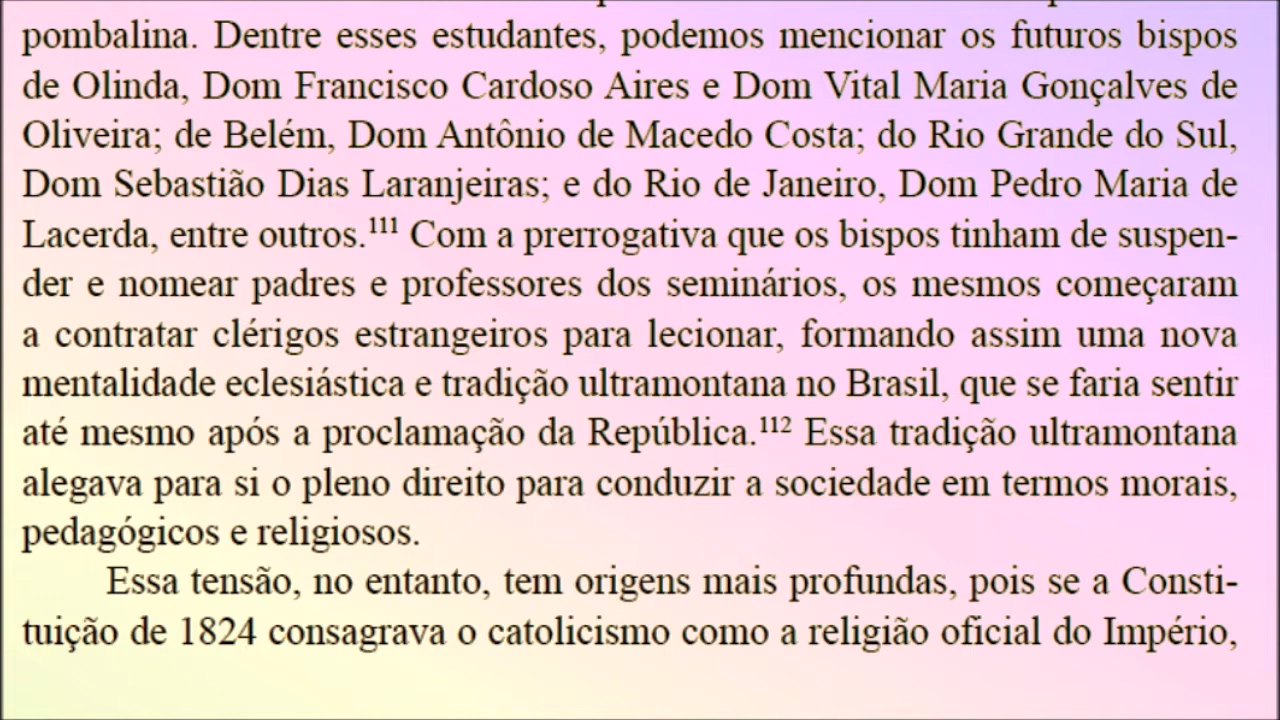 pombalina. Dentre esses estudantes, podemos mencionar os futuros bispos
de Olinda, Dom Francisco Cardoso Aires e Dom Vital Maria Gonçalves de
Oliveira; de Belém, Dom Antônio de Macedo Costa; do Rio Grande do Sul,
Dom Sebastião Dias Laranjeiras; e do Rio de Janeiro, Dom Pedro Maria de
Lacerda, entre outros.¹¹¹ Com a prerrogativa que os bispos tinham de suspen-
der e nomear padres e professores dos seminários, os mesmos começaram
a contratar clérigos estrangeiros para lecionar, formando assim uma nova
mentalidade eclesiástica e tradição ultramontana no Brasil, que se faria sentir
até mesmo após a proclamação da República.¹¹² Essa tradição ultramontana
alegava para si o pleno direito para conduzir a sociedade em termos morais,
pedagógicos e religiosos.
Essa tensão, no entanto, tem origens mais profundas, pois se a Consti-
tuição de 1824 consagrava o catolicismo como a religião oficial do Império,